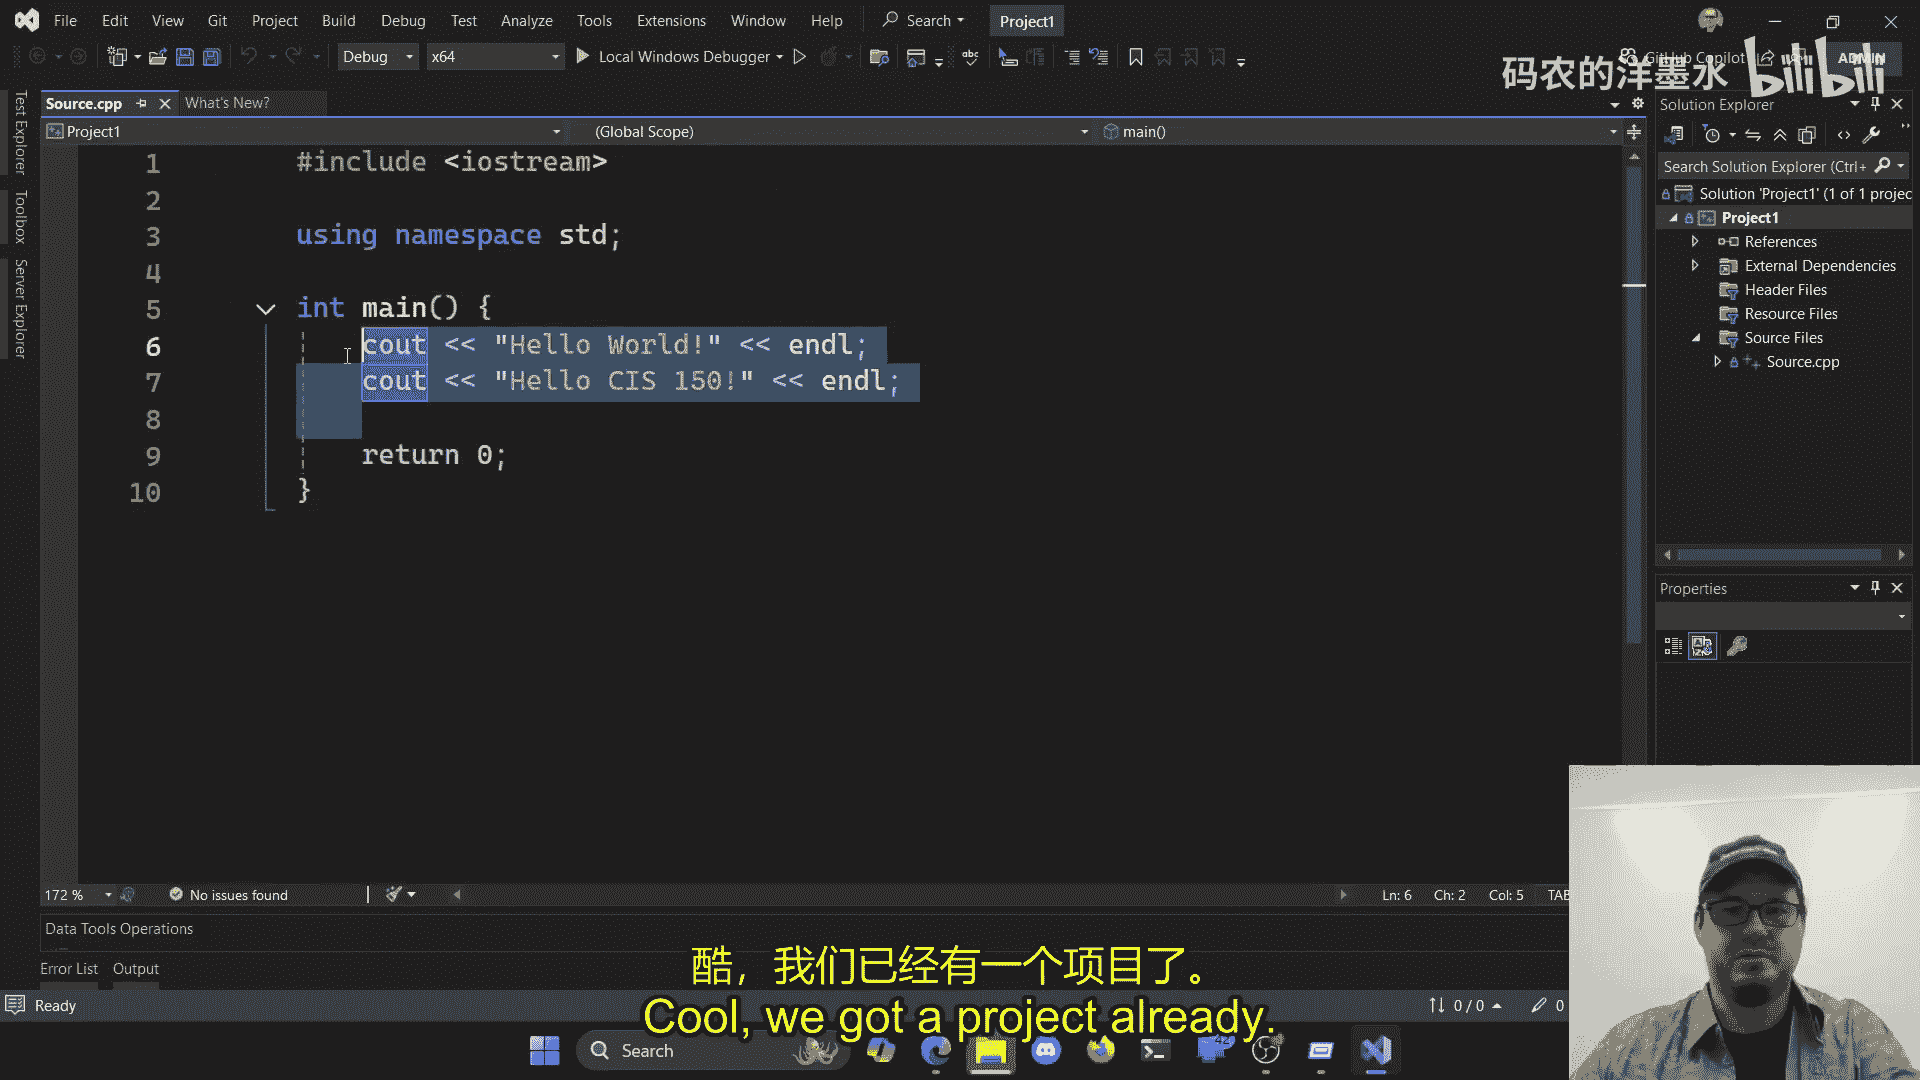 File Edit View Git Project Build Debug Test Analyze Tools Extensions Window Help Search Project1
Debug x64 Local Windows Debugger GitHub Copilot ADMIN
码农的洋墨水 bilibili
Test Explorer
Toolbox
Server Explorer
Source.cpp What's New?
Project1 (Global Scope) main()
1 #include <iostream>
2
3 using namespace std;
4
5 int main() {
6 cout << "Hello World!" << endl;
7 cout << "Hello CIS 150!" << endl;
8
9 return 0;
10 }
Solution Explorer
Search Solution Explorer (Ctrl+
Solution 'Project1' (1 of 1 projec
Project1
References
External Dependencies
Header Files
Resource Files
Source Files
Source.cpp
Properties
172 % No issues found Ln: 6 Ch: 2 Col: 5 TAB
Data Tools Operations
Error List Output
酷，我们已经有一个项目了。
Cool, we got a project already.
Ready 0 / 0 0
Search